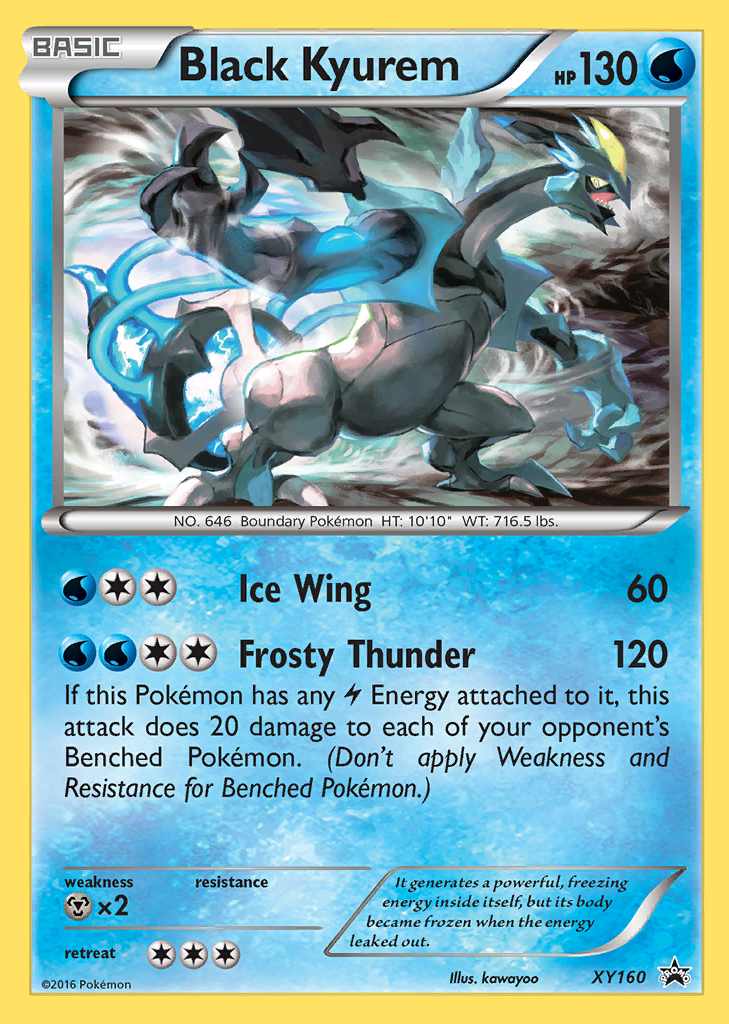 BASIC
Black Kyurem
HP 130
NO. 646 Boundary Pokémon HT: 10'10" WT: 716.5 lbs.
Ice Wing 60
Frosty Thunder 120
If this Pokémon has any Energy attached to it, this
attack does 20 damage to each of your opponent's
Benched Pokémon. (Don't apply Weakness and
Resistance for Benched Pokémon.)
weakness resistance
×2
It generates a powerful, freezing
energy inside itself, but its body
became frozen when the energy
leaked out.
retreat
©2016 Pokémon
Illus. kawayoo
XY160
PROMO